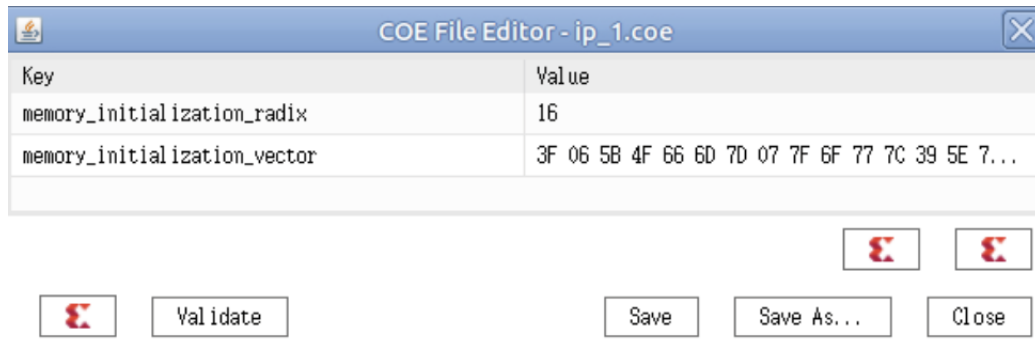 COE File Editor - ip_1.coe
Key Value
memory_initialization_radix 16
memory_initialization_vector 3F 06 5B 4F 66 6D 7D 07 7F 6F 77 7C 39 5E 7...
Validate Save Save As... Close